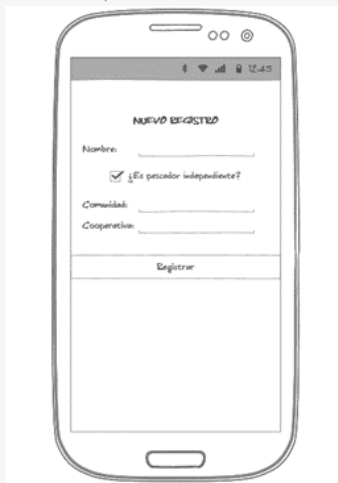 12:45
NUEVO REGISTRO
Nombre:
¿Es pescador independiente?
Comunidad:
Cooperativa:
Registrar